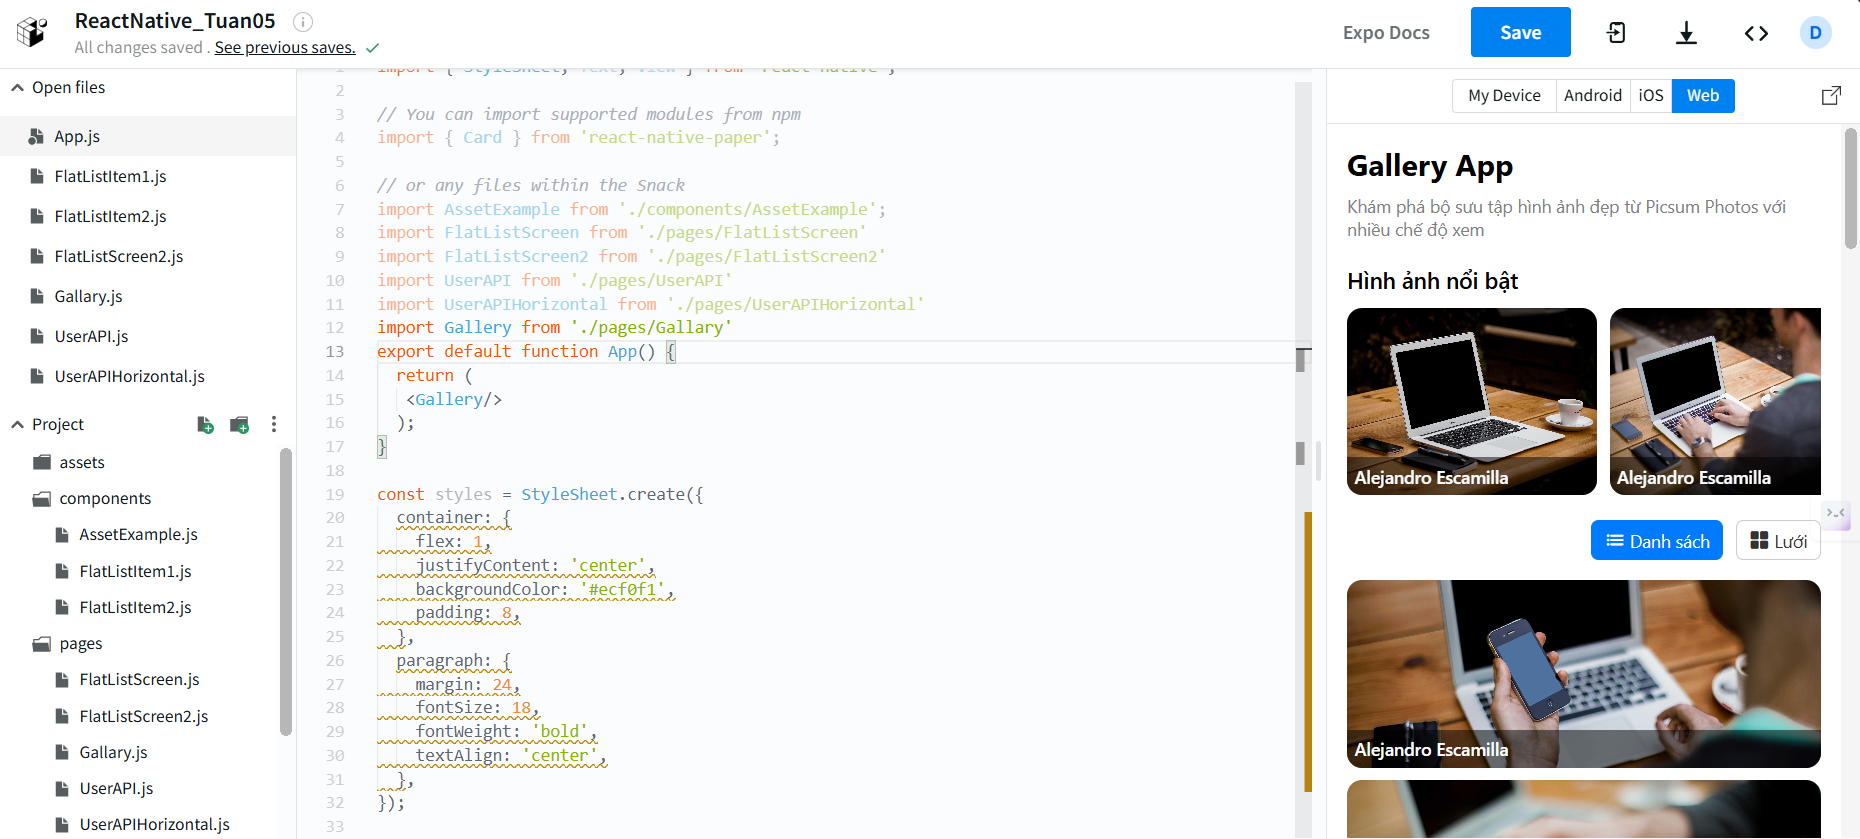 ReactNative_Tuan05
All changes saved . See previous saves.
Expo Docs
Save
D
Open files
App.js
FlatListItem1.js
FlatListItem2.js
FlatListScreen2.js
Gallary.js
UserAPI.js
UserAPIHorizontal.js
Project
assets
components
AssetExample.js
FlatListItem1.js
FlatListItem2.js
pages
FlatListScreen.js
FlatListScreen2.js
Gallary.js
UserAPI.js
UserAPIHorizontal.js
1 import { StyleSheet, Text, View } from 'react-native';
2
3 // You can import supported modules from npm
4 import { Card } from 'react-native-paper';
5
6 // or any files within the Snack
7 import AssetExample from './components/AssetExample';
8 import FlatListScreen from './pages/FlatListScreen'
9 import FlatListScreen2 from './pages/FlatListScreen2'
10 import UserAPI from './pages/UserAPI'
11 import UserAPIHorizontal from './pages/UserAPIHorizontal'
12 import Gallery from './pages/Gallary'
13 export default function App() {
14 return (
15 <Gallery/>
16 );
17 }
18
19 const styles = StyleSheet.create({
20 container: {
21 flex: 1,
22 justifyContent: 'center',
23 backgroundColor: '#ecf0f1',
24 padding: 8,
25 },
26 paragraph: {
27 margin: 24,
28 fontSize: 18,
29 fontWeight: 'bold',
30 textAlign: 'center',
31 },
32 });
33
My Device Android iOS Web
Gallery App
Khám phá bộ sưu tập hình ảnh đẹp từ Picsum Photos với
nhiều chế độ xem
Hình ảnh nổi bật
Alejandro Escamilla
Alejandro Escamilla
Danh sách
Lưới
Alejandro Escamilla